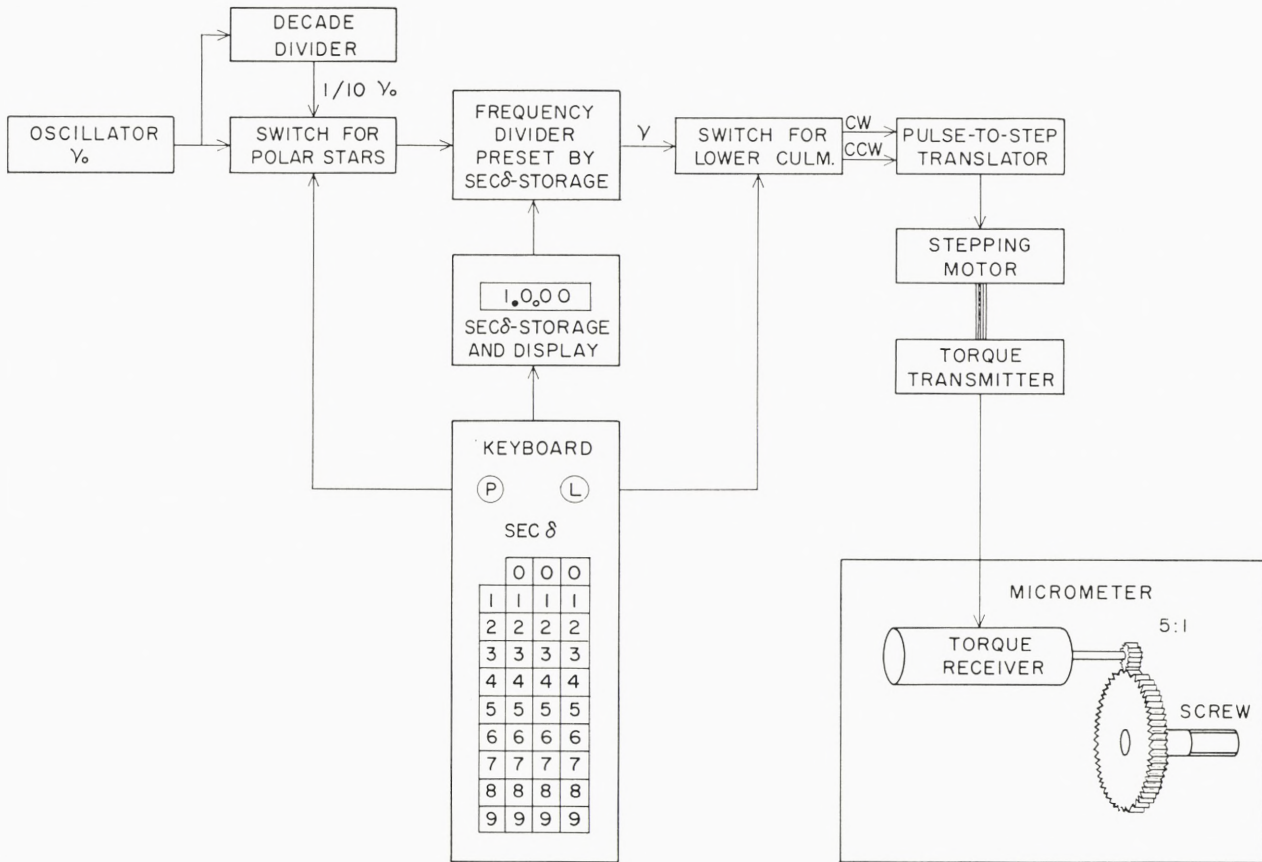 DECADE
DIVIDER
1/10 γ₀
OSCILLATOR
γ₀
SWITCH FOR
POLAR STARS
FREQUENCY
DIVIDER
PRESET BY
SECδ-STORAGE
γ
SWITCH FOR
LOWER CULM.
CW
CCW
PULSE-TO-STEP
TRANSLATOR
STEPPING
MOTOR
1.0.00
SECδ-STORAGE
AND DISPLAY
TORQUE
TRANSMITTER
KEYBOARD
P L
SEC δ
0 0 0
1 1 1 1
2 2 2 2
3 3 3 3
4 4 4 4
5 5 5 5
6 6 6 6
7 7 7 7
8 8 8 8
9 9 9 9
MICROMETER
5:1
TORQUE
RECEIVER
SCREW